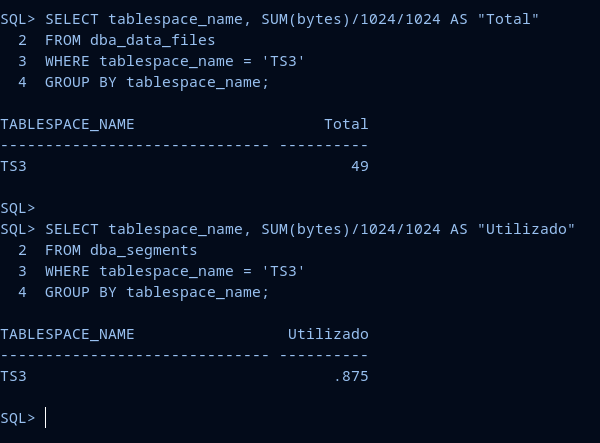 SQL> SELECT tablespace_name, SUM(bytes)/1024/1024 AS "Total"
  2  FROM dba_data_files
  3  WHERE tablespace_name = 'TS3'
  4  GROUP BY tablespace_name;

TABLESPACE_NAME                     Total
------------------------------ ----------
TS3                                    49

SQL>
SQL> SELECT tablespace_name, SUM(bytes)/1024/1024 AS "Utilizado"
  2  FROM dba_segments
  3  WHERE tablespace_name = 'TS3'
  4  GROUP BY tablespace_name;

TABLESPACE_NAME                 Utilizado
------------------------------ ----------
TS3                                  .875

SQL>